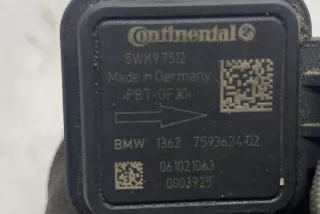 Continental
5WK97512
Made in Germany
>PBT-GF30<
BMW 1362 7593624-02
061021063
0003925